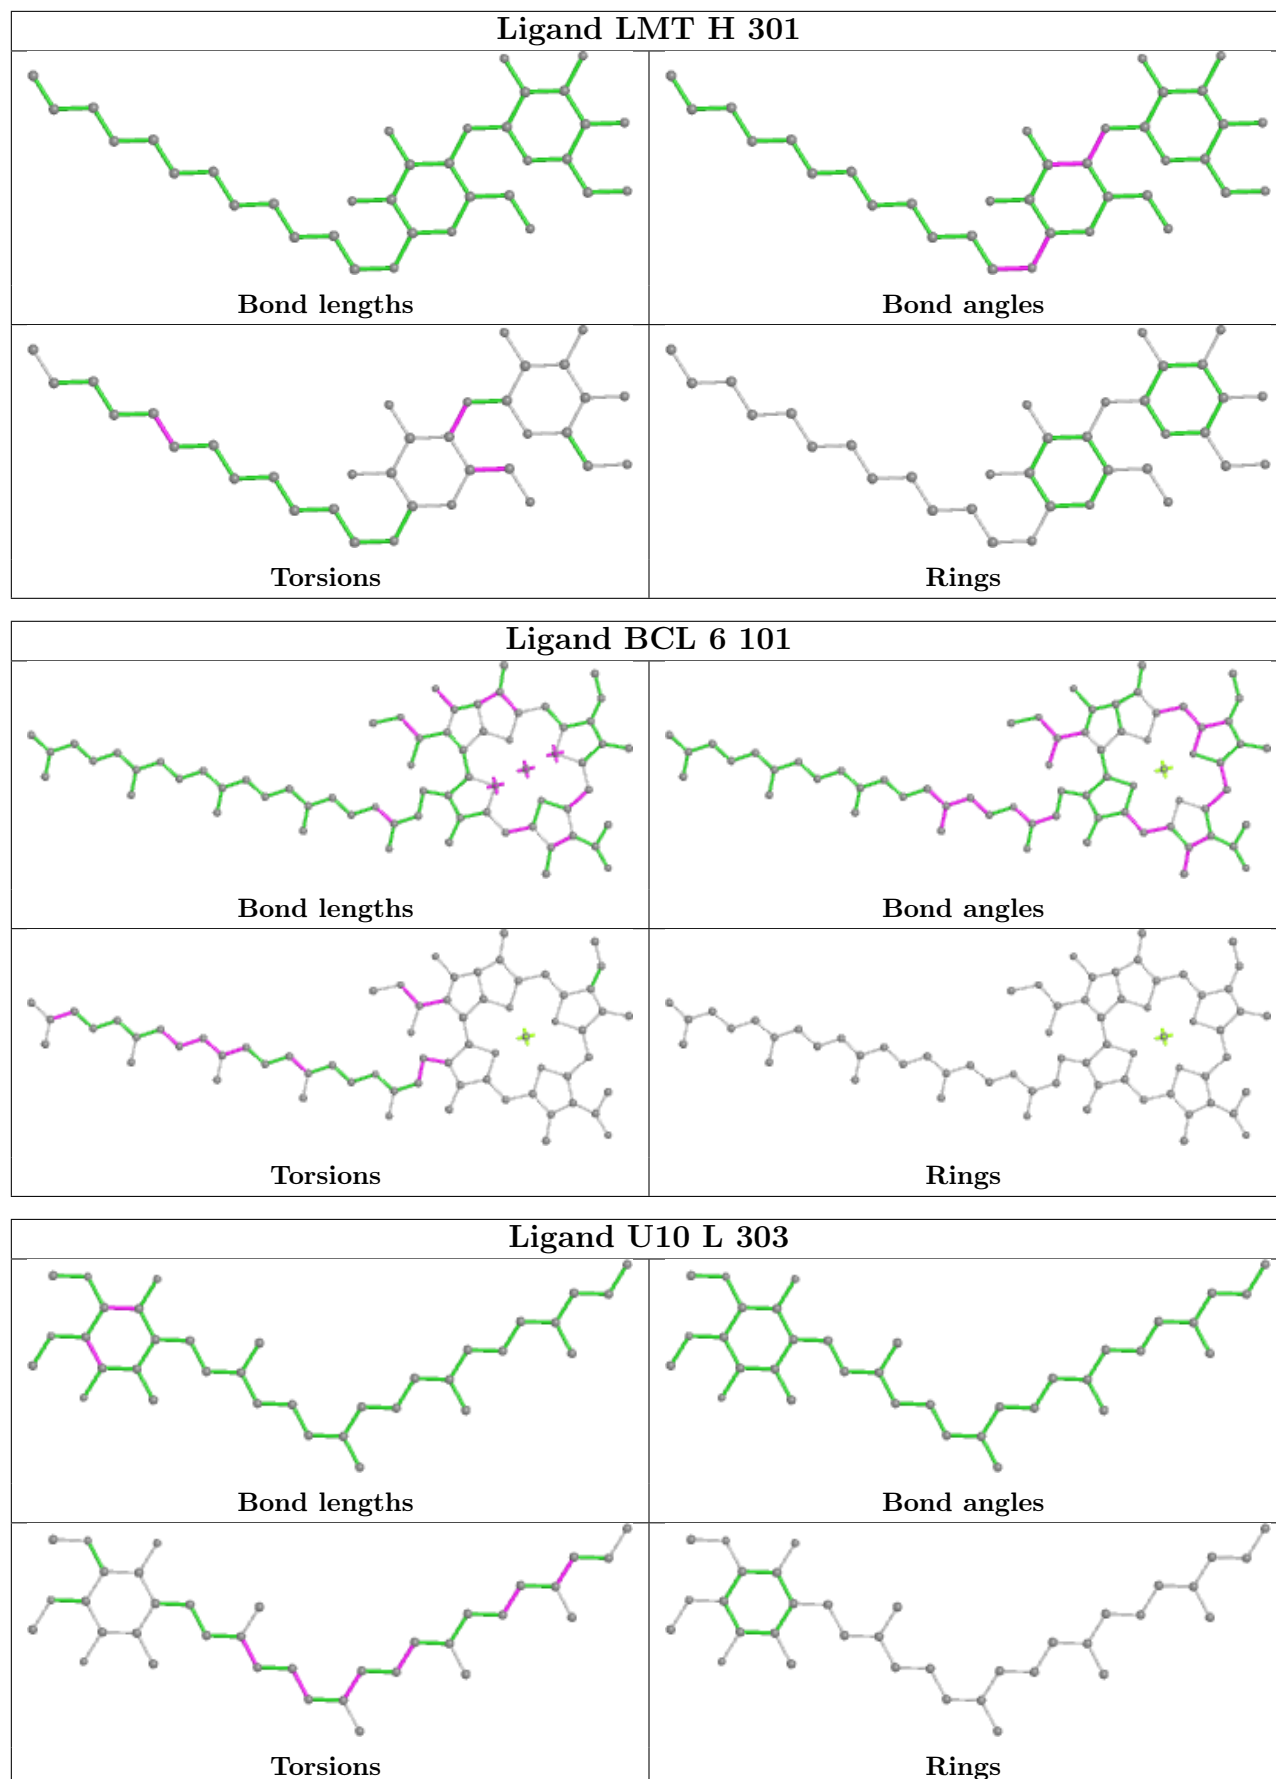 Ligand LMT H 301
Bond lengths
Bond angles
Torsions
Rings
Ligand BCL 6 101
Bond lengths
Bond angles
Torsions
Rings
Ligand U10 L 303
Bond lengths
Bond angles
Torsions
Rings